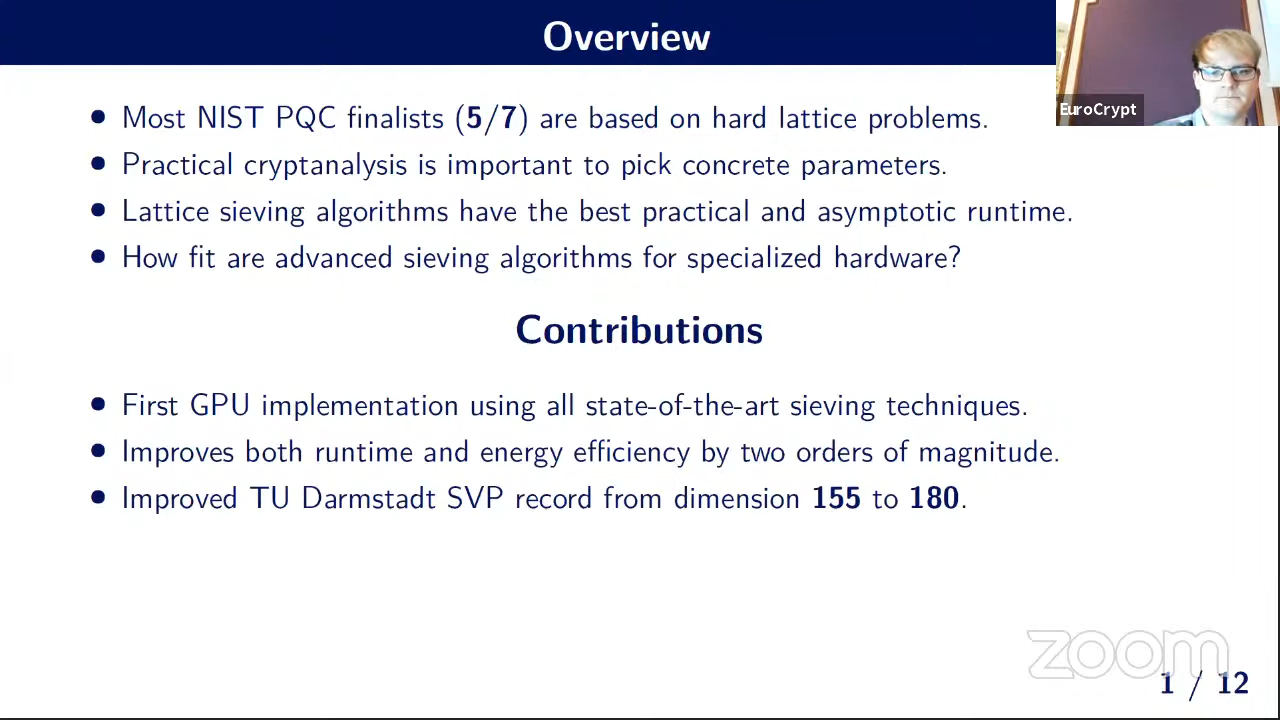 Overview
EuroCrypt
• Most NIST PQC finalists (5/7) are based on hard lattice problems.
• Practical cryptanalysis is important to pick concrete parameters.
• Lattice sieving algorithms have the best practical and asymptotic runtime.
• How fit are advanced sieving algorithms for specialized hardware?
Contributions
• First GPU implementation using all state-of-the-art sieving techniques.
• Improves both runtime and energy efficiency by two orders of magnitude.
• Improved TU Darmstadt SVP record from dimension 155 to 180.
zoom
1 / 12